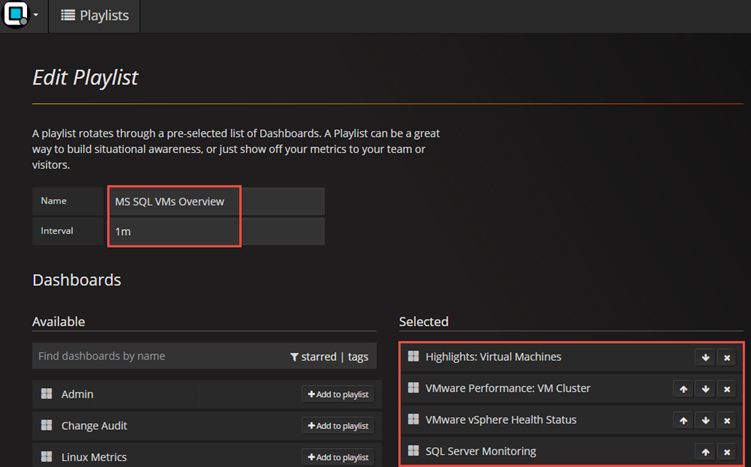 Playlists
Edit Playlist
A playlist rotates through a pre-selected list of Dashboards. A Playlist can be a great
way to build situational awareness, or just show off your metrics to your team or
visitors.
Name MS SQL VMs Overview
Interval 1m
Dashboards
Available
Find dashboards by name starred | tags
Admin +Add to playlist
Change Audit +Add to playlist
Linux Metrics +Add to playlist
Selected
Highlights: Virtual Machines
VMware Performance: VM Cluster
VMware vSphere Health Status
SQL Server Monitoring